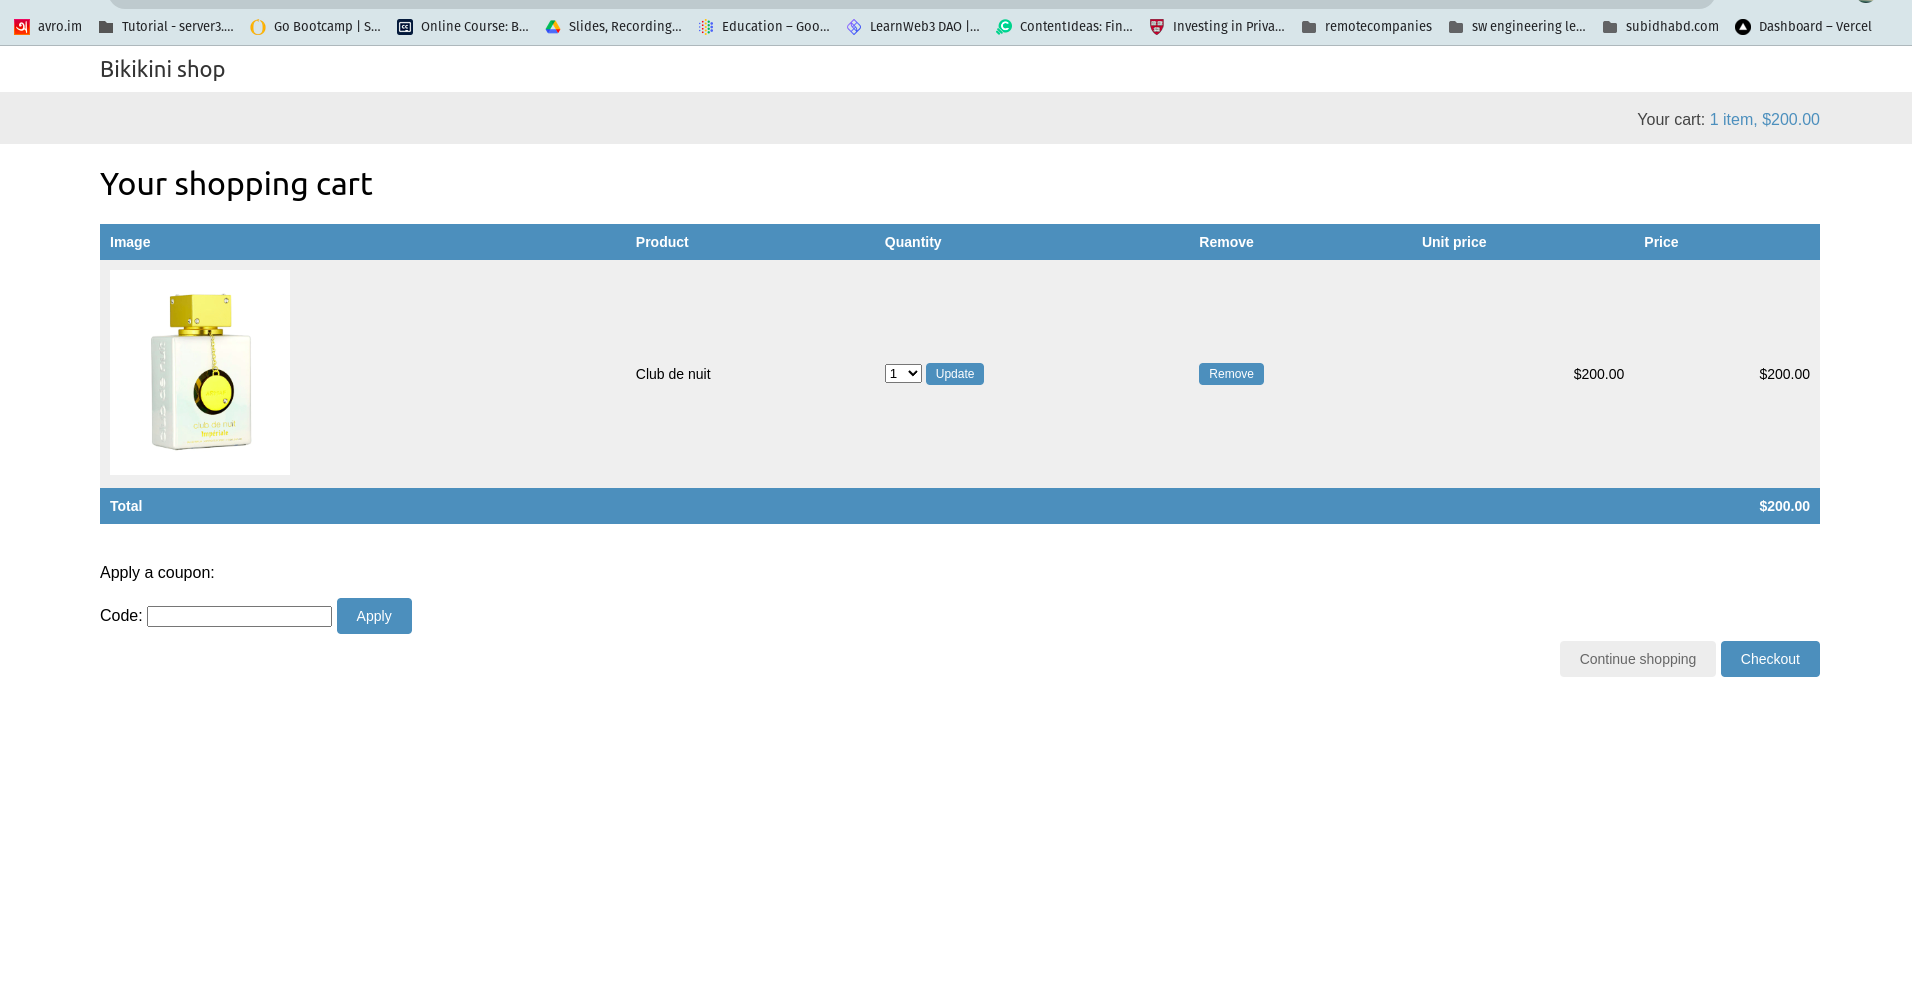 avro.im Tutorial - server3.... Go Bootcamp | S... Online Course: B... Slides, Recording... Education – Goo... LearnWeb3 DAO |... ContentIdeas: Fin... Investing in Priva... remotecompanies sw engineering le... subidhabd.com Dashboard – Vercel
Bikikini shop
Your cart: 1 item, $200.00
Your shopping cart
Image Product Quantity Remove Unit price Price
club de nuit
Club de nuit 1 Update Remove $200.00 $200.00
Total $200.00
Apply a coupon:
Code: Apply
Continue shopping Checkout